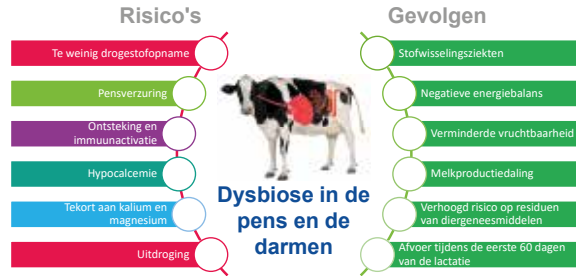 Risico's
Te weinig drogestofopname
Pensverzuring
Ontsteking en
immuunactivatie
Hypocalcemie
Tekort aan kalium en
magnesium
Uitdroging
Dysbiose in de
pens en de
darmen
Gevolgen
Stofwisselingsziekten
Negatieve energiebalans
Verminderde vruchtbaarheid
Melkproductiedaling
Verhoogd risico op residuen
van diergeneesmiddelen
Afvoer tijdens de eerste 60 dagen
van de lactatie